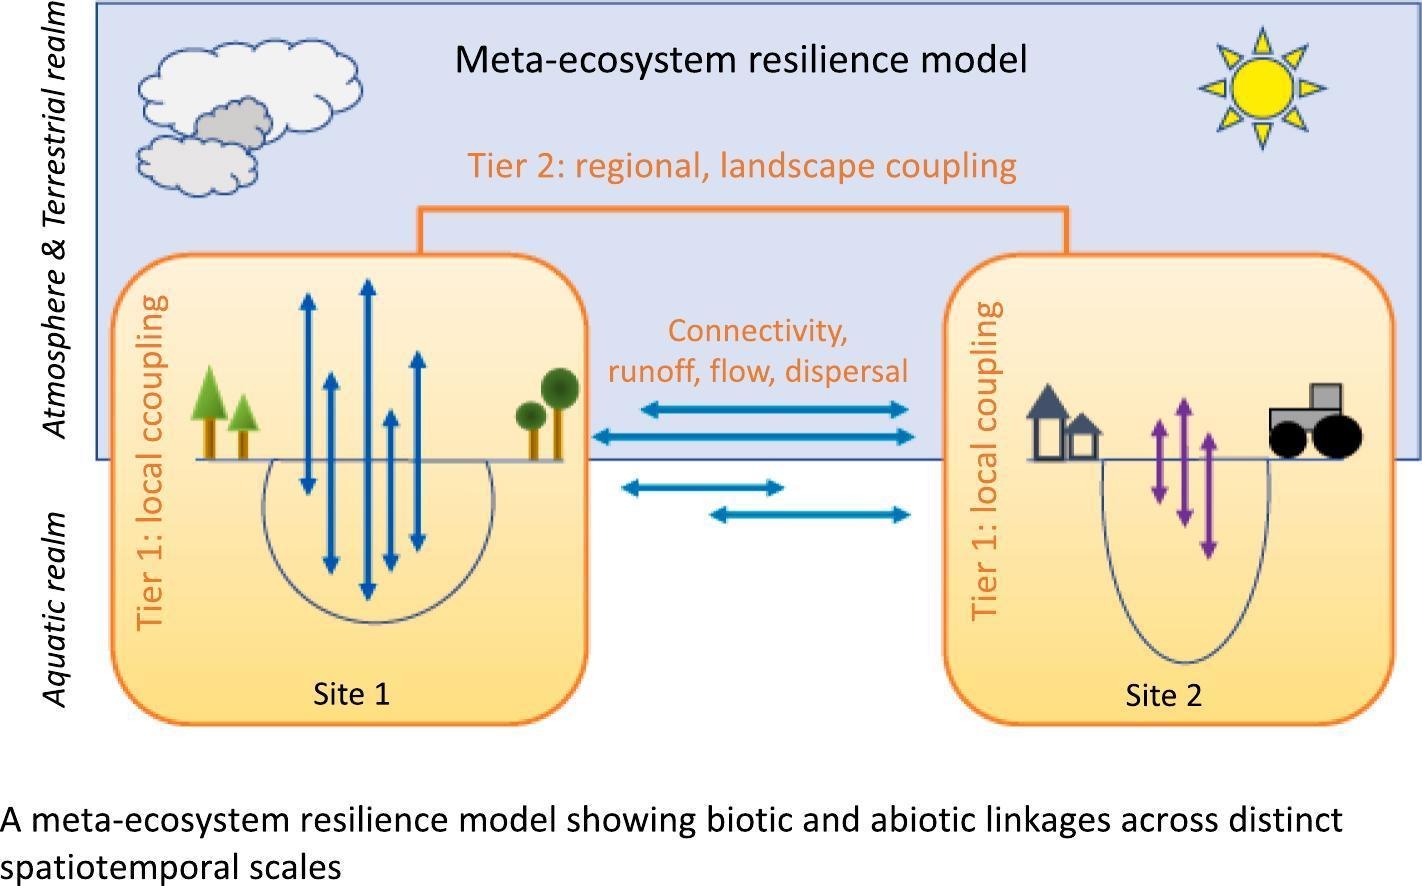 Meta-ecosystem resilience model
Tier 2: regional, landscape coupling
Atmosphere & Terrestrial realm
Aquatic realm
Tier 1: local ccoupling
Site 1
Connectivity,
runoff, flow, dispersal
Tier 1: local coupling
Site 2
A meta-ecosystem resilience model showing biotic and abiotic linkages across distinct
spatiotemporal scales